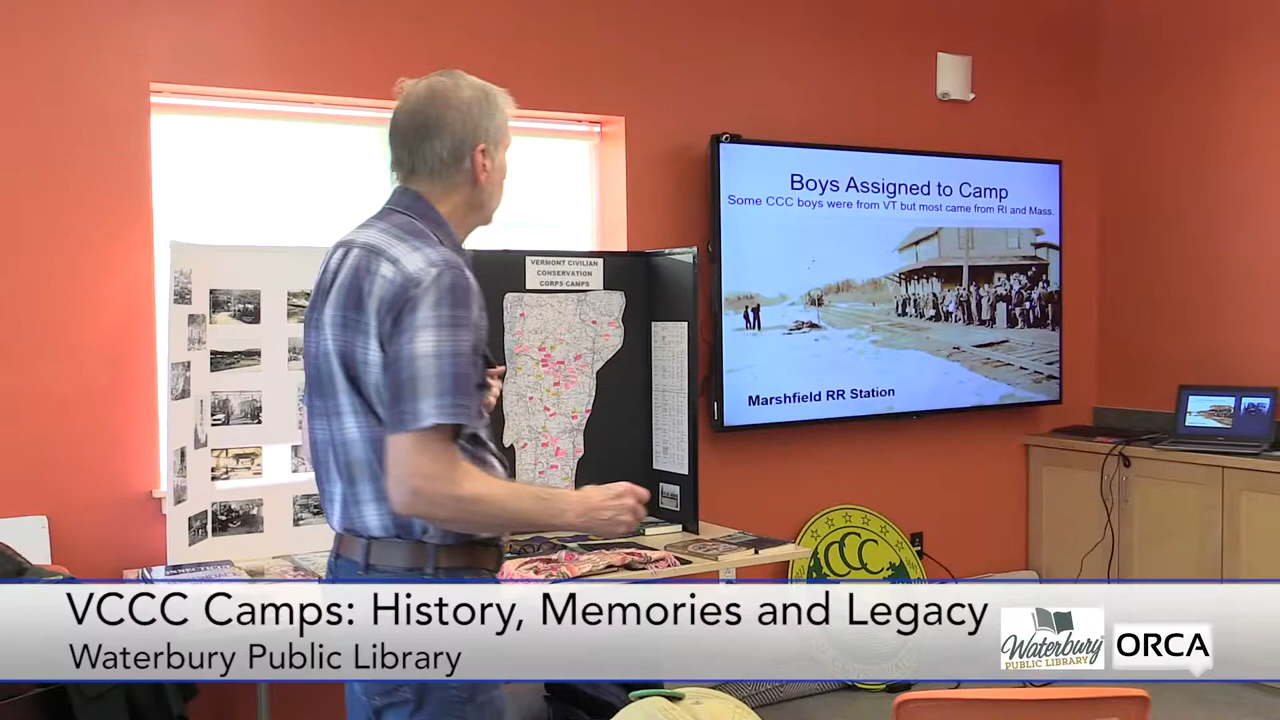 Boys Assigned to Camp
Some CCC boys were from VT but most came from RI and Mass.
VERMONT CIVILIAN
CONSERVATION
CORPS CAMPS
Marshfield RR Station
CCC
VCCC Camps: History, Memories and Legacy
Waterbury Public Library
Waterbury
PUBLIC LIBRARY
ORCA